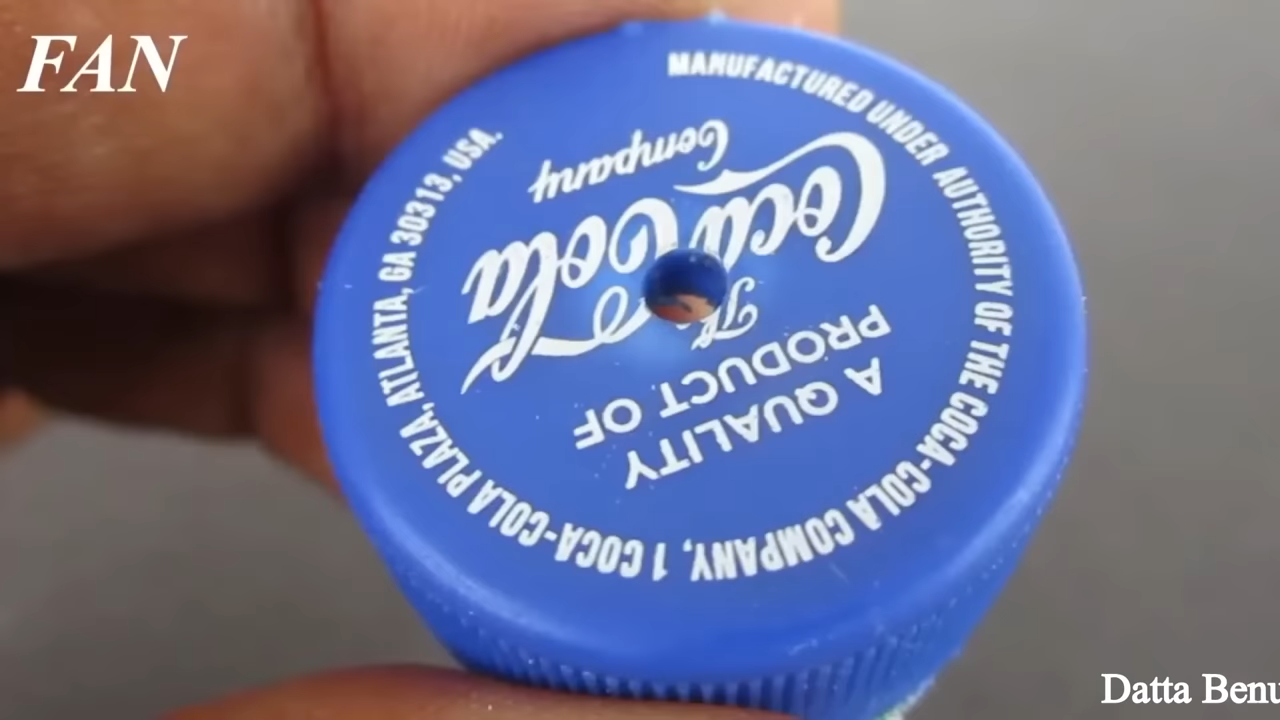 FAN
MANUFACTURED UNDER AUTHORITY OF THE COCA-COLA COMPANY, 1 COCA-COLA PLAZA, ATLANTA, GA 30313, USA.
A QUALITY
PRODUCT OF
Coca-Cola
Company
Datta Benu